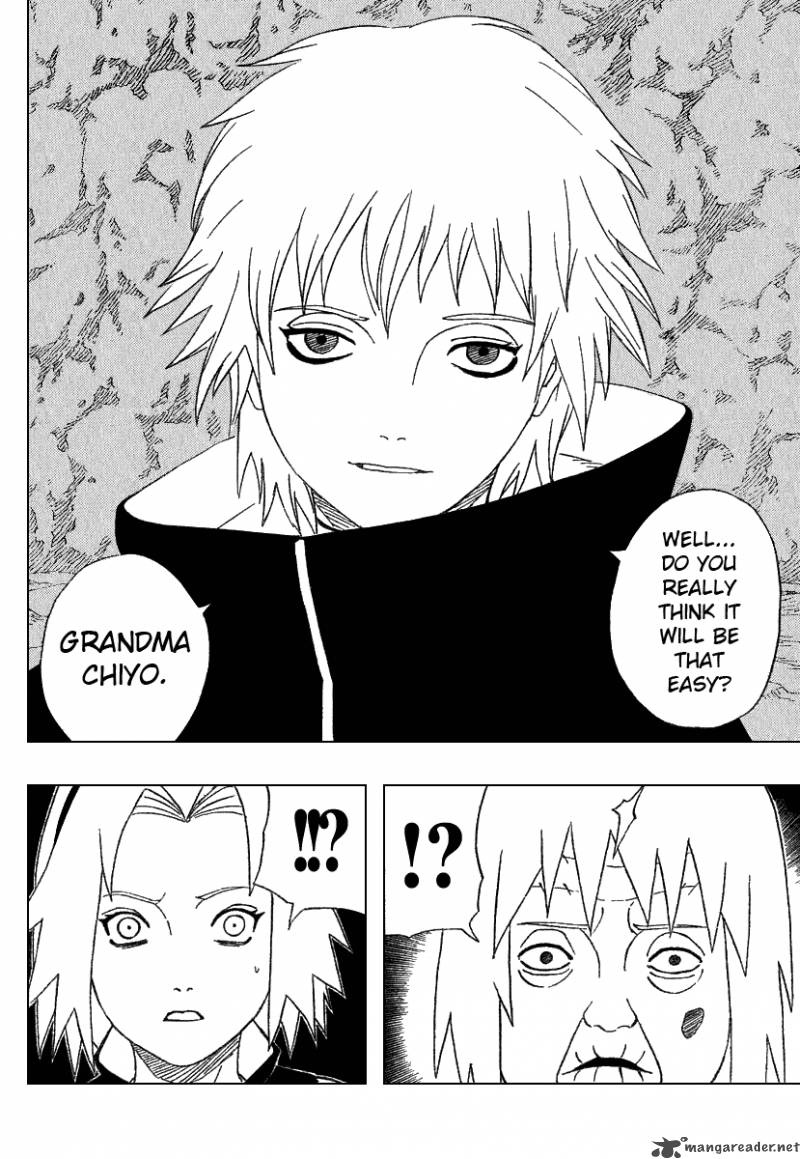 WELL...
DO YOU
REALLY
THINK IT
WILL BE
THAT
EASY?
GRANDMA
CHIYO.
!?
!!?
mangareader.net